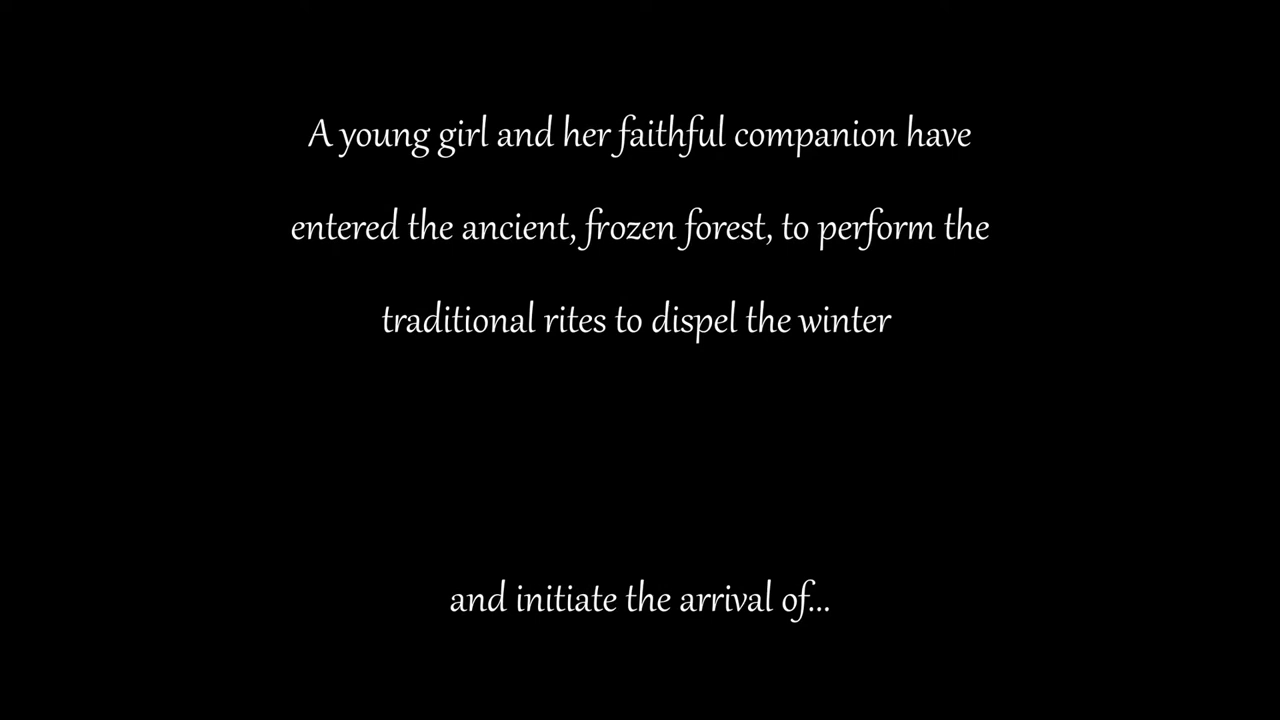 A young girl and her faithful companion have
entered the ancient, frozen forest, to perform the
traditional rites to dispel the winter
and initiate the arrival of...